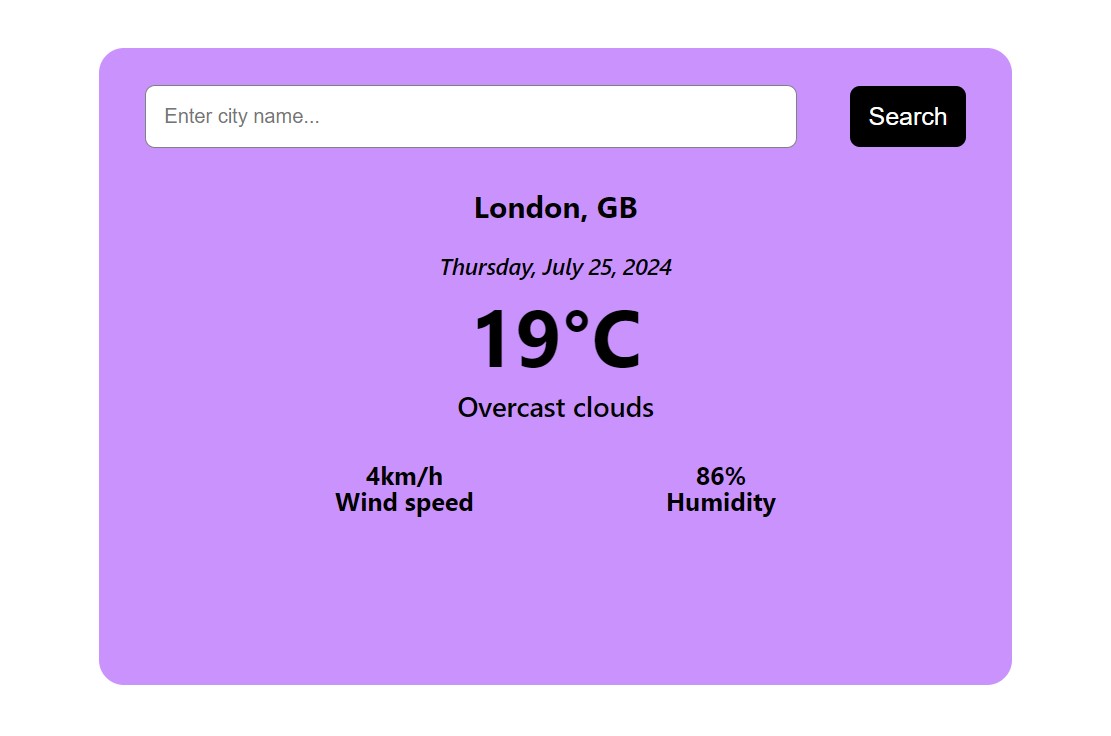 Enter city name...
Search
London, GB
Thursday, July 25, 2024
19°C
Overcast clouds
4km/h
Wind speed
86%
Humidity